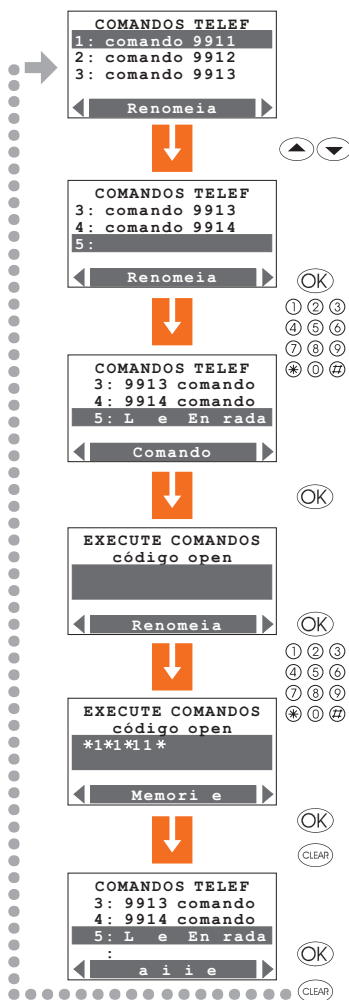 COMANDOS TELEF
1: comando 9911
2: comando 9912
3: comando 9913
Renomeia
COMANDOS TELEF
3: comando 9913
4: comando 9914
5:
Renomeia
OK
1 2 3
4 5 6
7 8 9
* 0 #
COMANDOS TELEF
3: 9913 comando
4: 9914 comando
5: L e En rada
Comando
OK
EXECUTE COMANDOS
código open
Renomeia
OK
1 2 3
4 5 6
7 8 9
* 0 #
EXECUTE COMANDOS
código open
*1*1*11*
Memori e
OK
CLEAR
COMANDOS TELEF
3: 9913 comando
4: 9914 comando
5: L e En rada
:
a i i e
OK
CLEAR